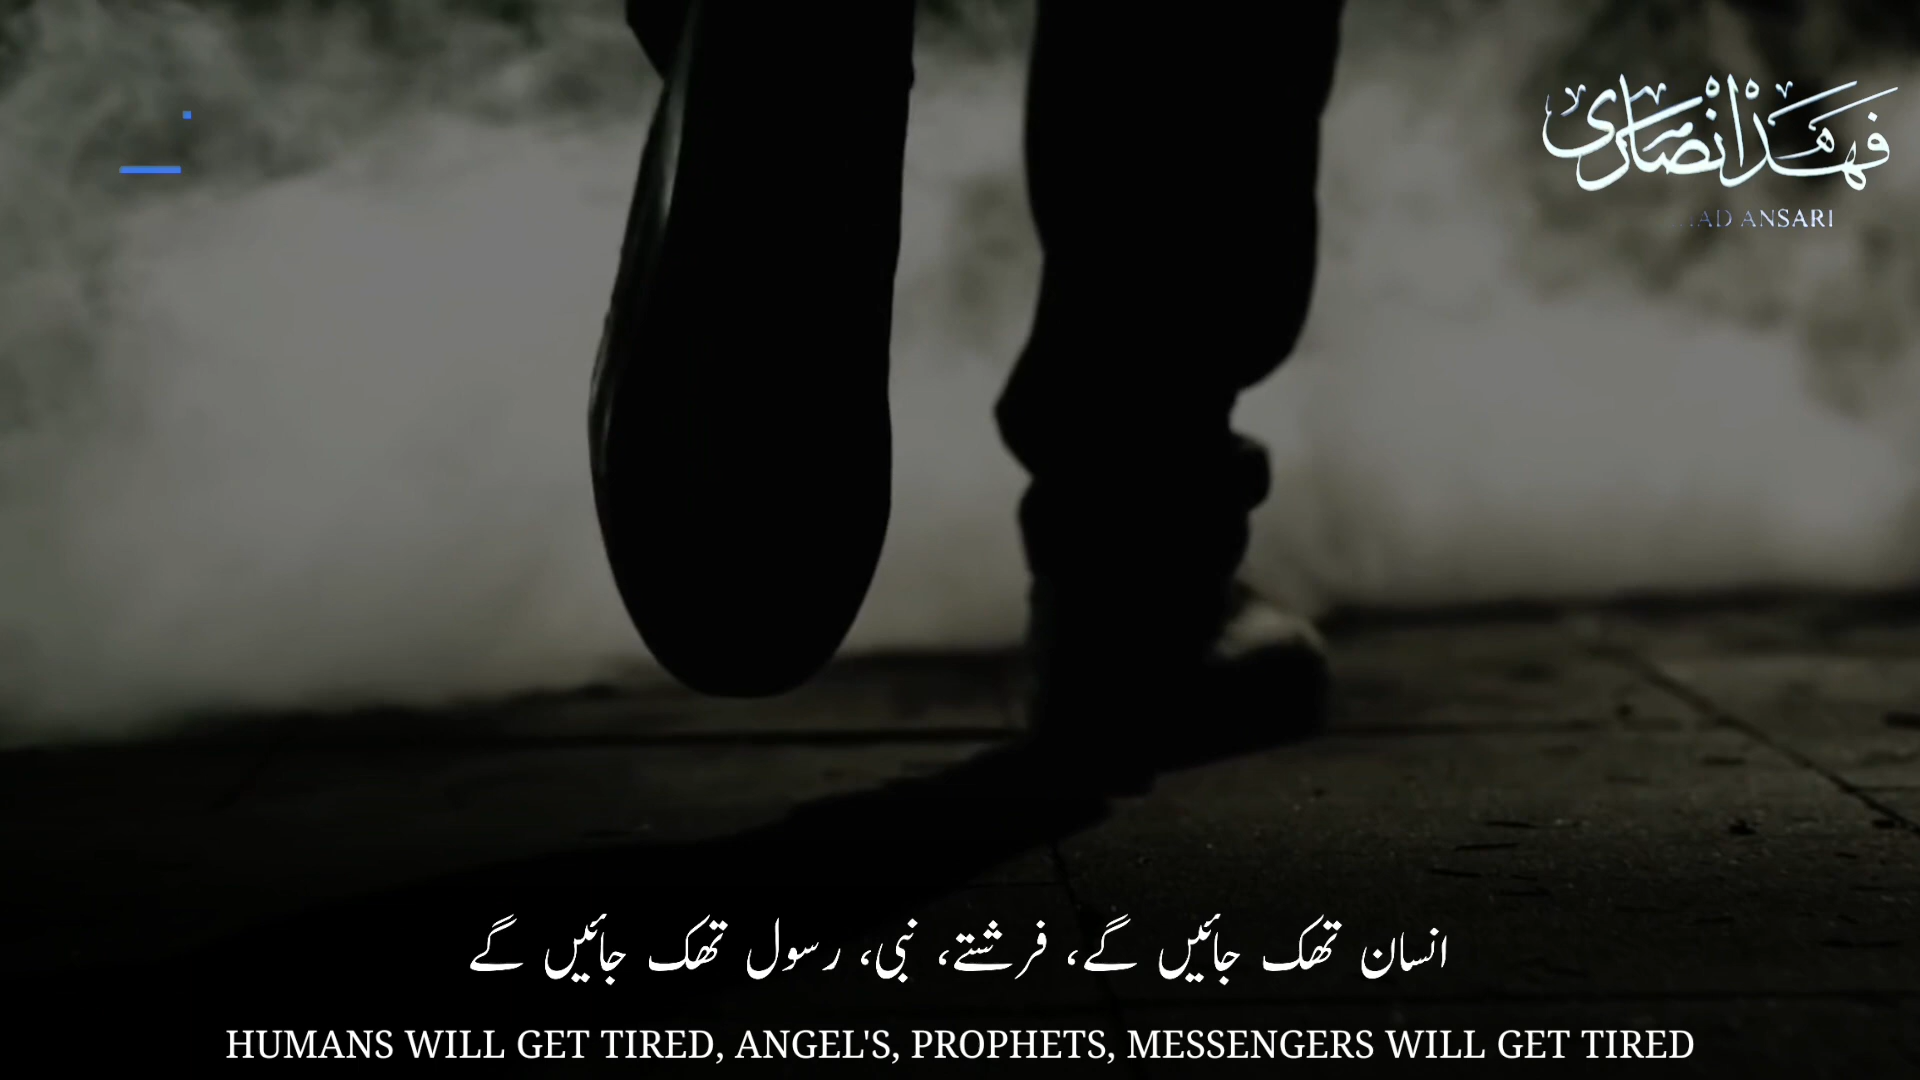 فہد انصاری
AD ANSARI
انسان تھک جائیں گے، فرشتے، نبی، رسول تھک جائیں گے
HUMANS WILL GET TIRED, ANGEL'S, PROPHETS, MESSENGERS WILL GET TIRED